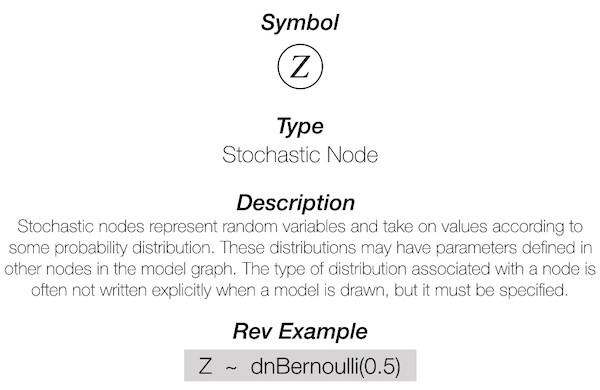 Symbol
Z
Type
Stochastic Node
Description
Stochastic nodes represent random variables and take on values according to
some probability distribution. These distributions may have parameters defined in
other nodes in the model graph. The type of distribution associated with a node is
often not written explicitly when a model is drawn, but it must be specified.
Rev Example
Z ~ dnBernoulli(0.5)